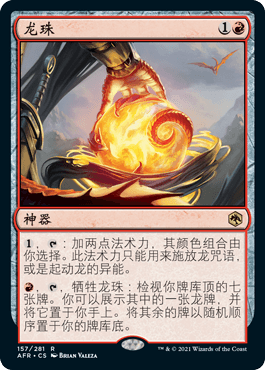 龙珠 1
神器
1,:加两点法术力,其颜色组合由
你选择。此法术力只能用来施放龙咒语,
或是起动龙的异能。
,,牺牲龙珠:检视你牌库顶的七
张牌。你可以展示其中的一张龙牌,并
将它置于你手上。将其余的牌以随机顺
序置于你的牌库底。
157/281 R
AFR • CS BRIAN VALEZA
™ & © 2021 Wizards of the Coast